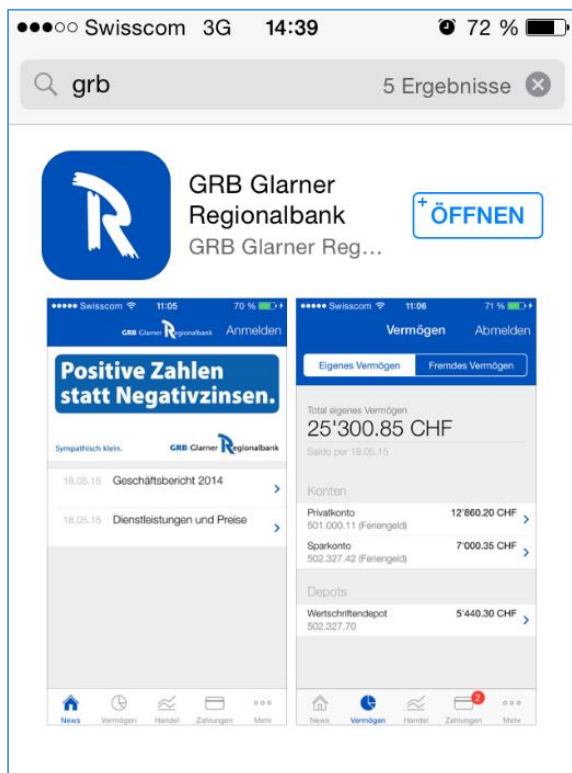 Swisscom 3G 14:39 72 %
grb 5 Ergebnisse
GRB Glarner
Regionalbank
GRB Glarner Reg...
+ ÖFFNEN
Swisscom 11:05 70 %
GRB Glarner Regionalbank Anmelden
Positive Zahlen
statt Negativzinsen.
Sympathisch klein. GRB Glarner Regionalbank
18.05.15 Geschäftsbericht 2014
18.05.15 Dienstleistungen und Preise
News Vermögen Handel Zahlungen Mehr
Swisscom 11:06 71 %
Vermögen Abmelden
Eigenes Vermögen Fremdes Vermögen
Total eigenes Vermögen
25'300.85 CHF
Saldo per 18.05.15
Konten
Privatkonto 12'860.20 CHF
501.000.11 (Feriengeld)
Sparkonto 7'000.35 CHF
502.327.42 (Feriengeld)
Depots
Wertschriftendepot 5'440.30 CHF
502.327.70
2
News Vermögen Handel Zahlungen Mehr